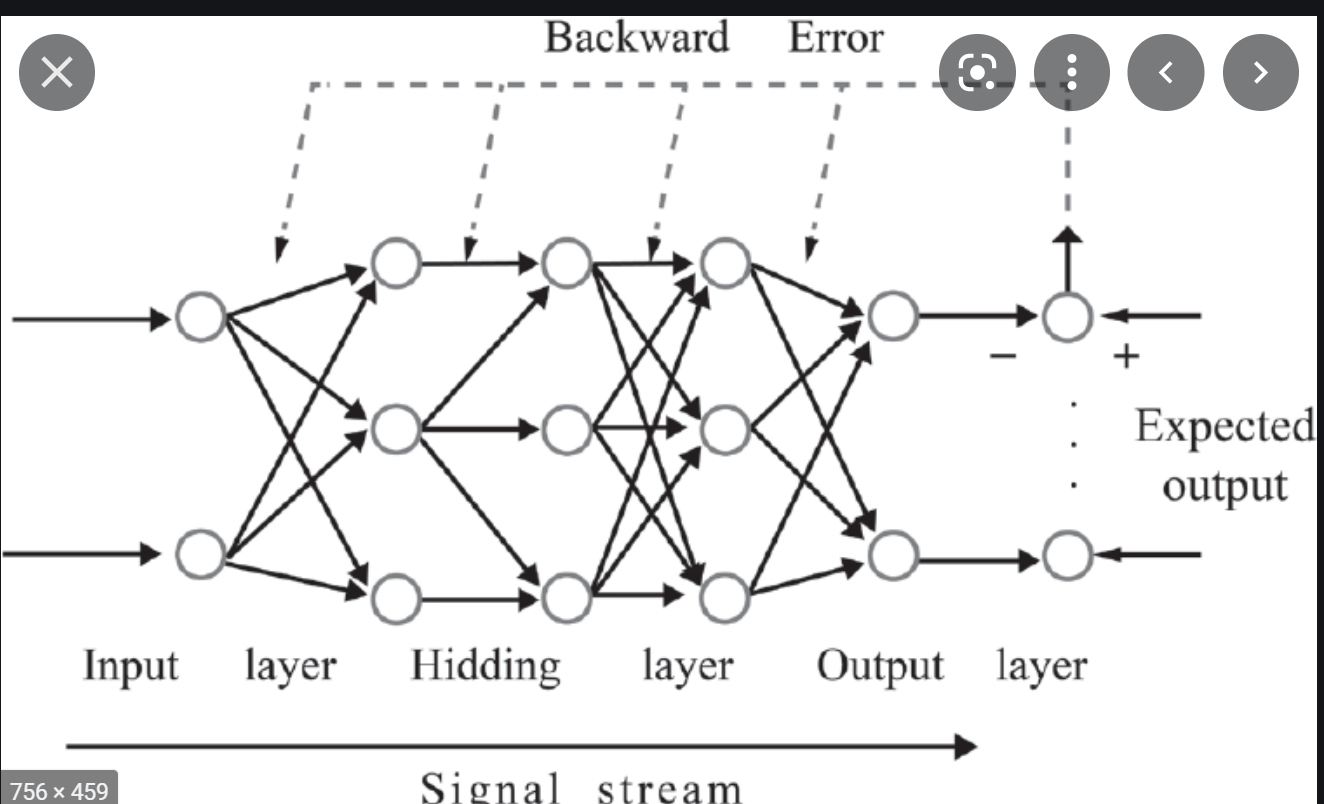 Backward Error
− +
Expected
output
Input layer Hidding layer Output layer
Signal stream
756 × 459